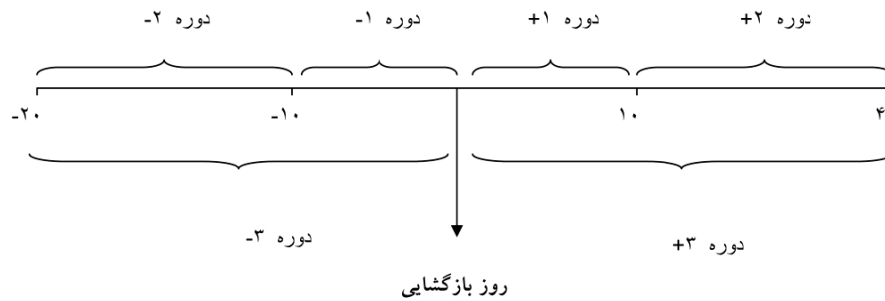 دوره ۲- دوره ۱- دوره ۱+ دوره ۲+
-۲۰ -۱۰ ۱۰ ۴
دوره ۳- دوره ۳+
روز بازگشایی